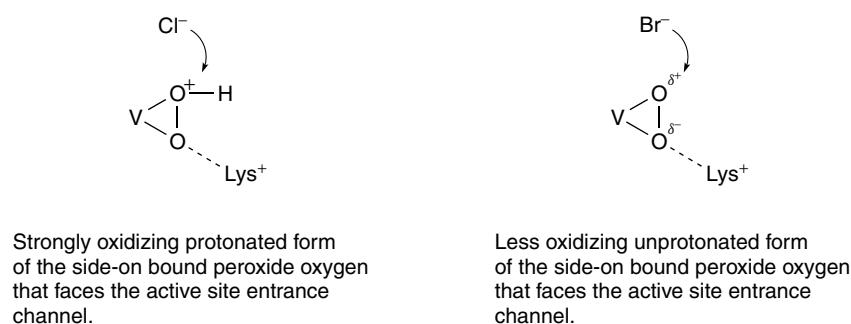 Cl⁻
O⁺—H
V
O
Lys⁺
Strongly oxidizing protonated form
of the side-on bound peroxide oxygen
that faces the active site entrance
channel.
Br⁻
O δ⁺
V
O δ⁻
Lys⁺
Less oxidizing unprotonated form
of the side-on bound peroxide oxygen
that faces the active site entrance
channel.